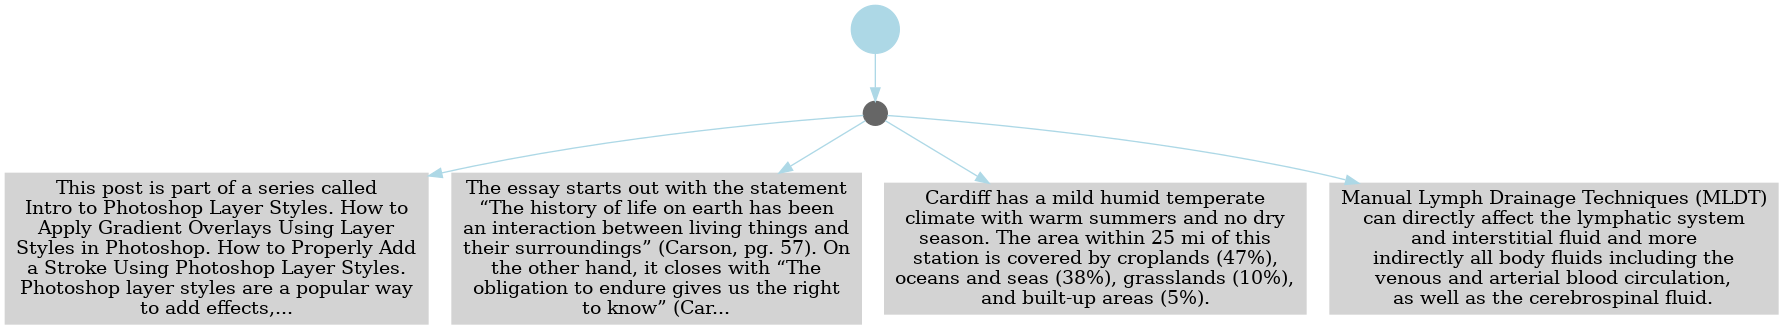 This post is part of a series called
Intro to Photoshop Layer Styles. How to
Apply Gradient Overlays Using Layer
Styles in Photoshop. How to Properly Add
a Stroke Using Photoshop Layer Styles.
Photoshop layer styles are a popular way
to add effects,...
The essay starts out with the statement
“The history of life on earth has been
an interaction between living things and
their surroundings” (Carson, pg. 57). On
the other hand, it closes with “The
obligation to endure gives us the right
to know” (Car...
Cardiff has a mild humid temperate
climate with warm summers and no dry
season. The area within 25 mi of this
station is covered by croplands (47%),
oceans and seas (38%), grasslands (10%),
and built-up areas (5%).
Manual Lymph Drainage Techniques (MLDT)
can directly affect the lymphatic system
and interstitial fluid and more
indirectly all body fluids including the
venous and arterial blood circulation,
as well as the cerebrospinal fluid.